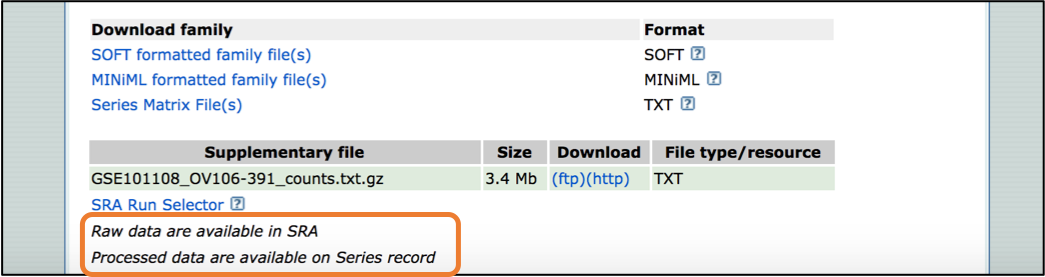 Download family Format
SOFT formatted family file(s) SOFT ?
MINiML formatted family file(s) MINiML ?
Series Matrix File(s) TXT ?
Supplementary file Size Download File type/resource
GSE101108_OV106-391_counts.txt.gz 3.4 Mb (ftp)(http) TXT
SRA Run Selector ?
Raw data are available in SRA
Processed data are available on Series record